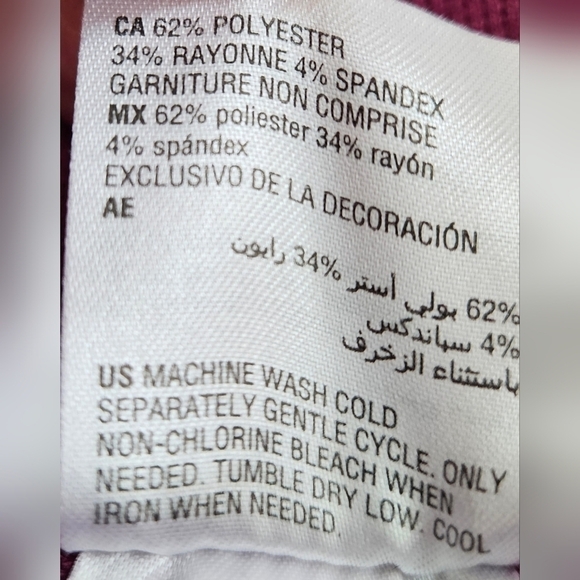 CA 62% POLYESTER
34% RAYONNE 4% SPANDEX
GARNITURE NON COMPRISE
MX 62% poliester 34% rayón
4% spándex
EXCLUSIVO DE LA DECORACIÓN
AE
62% بولي أستر 34% رايون
4% سباندكس
باستثناء الزخرف
US MACHINE WASH COLD
SEPARATELY GENTLE CYCLE. ONLY
NON-CHLORINE BLEACH WHEN
NEEDED. TUMBLE DRY LOW. COOL
IRON WHEN NEEDED.